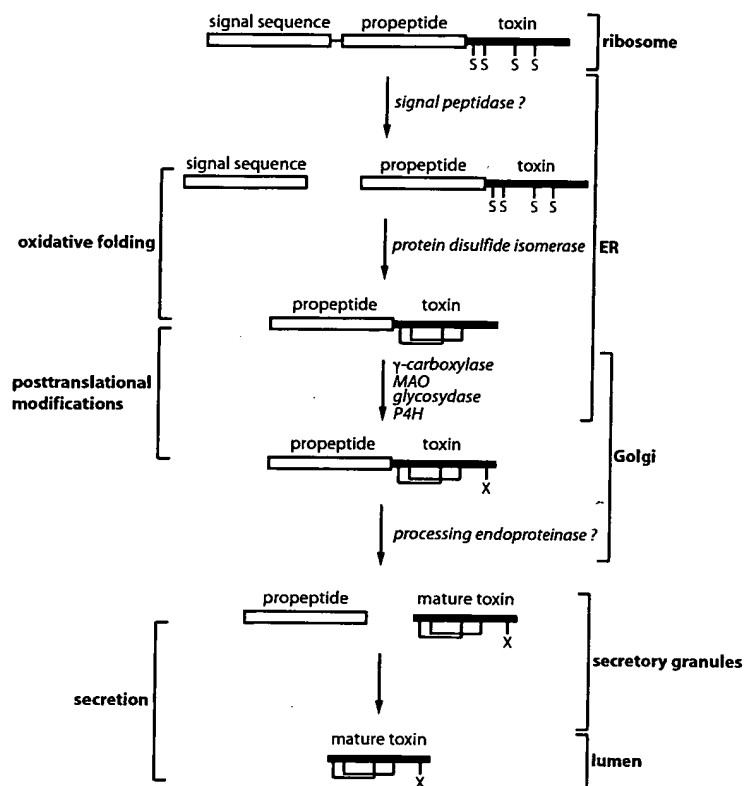 signal sequence propeptide toxin
ribosome
S S S S
signal peptidase ?
signal sequence propeptide toxin
S S S S
oxidative folding
protein disulfide isomerase
ER
propeptide toxin
γ-carboxylase
MAO
glycosydase
P4H
posttranslational
modifications
propeptide toxin
X
Golgi
processing endoproteinase ?
propeptide mature toxin
X
secretory granules
secretion
mature toxin
X
lumen